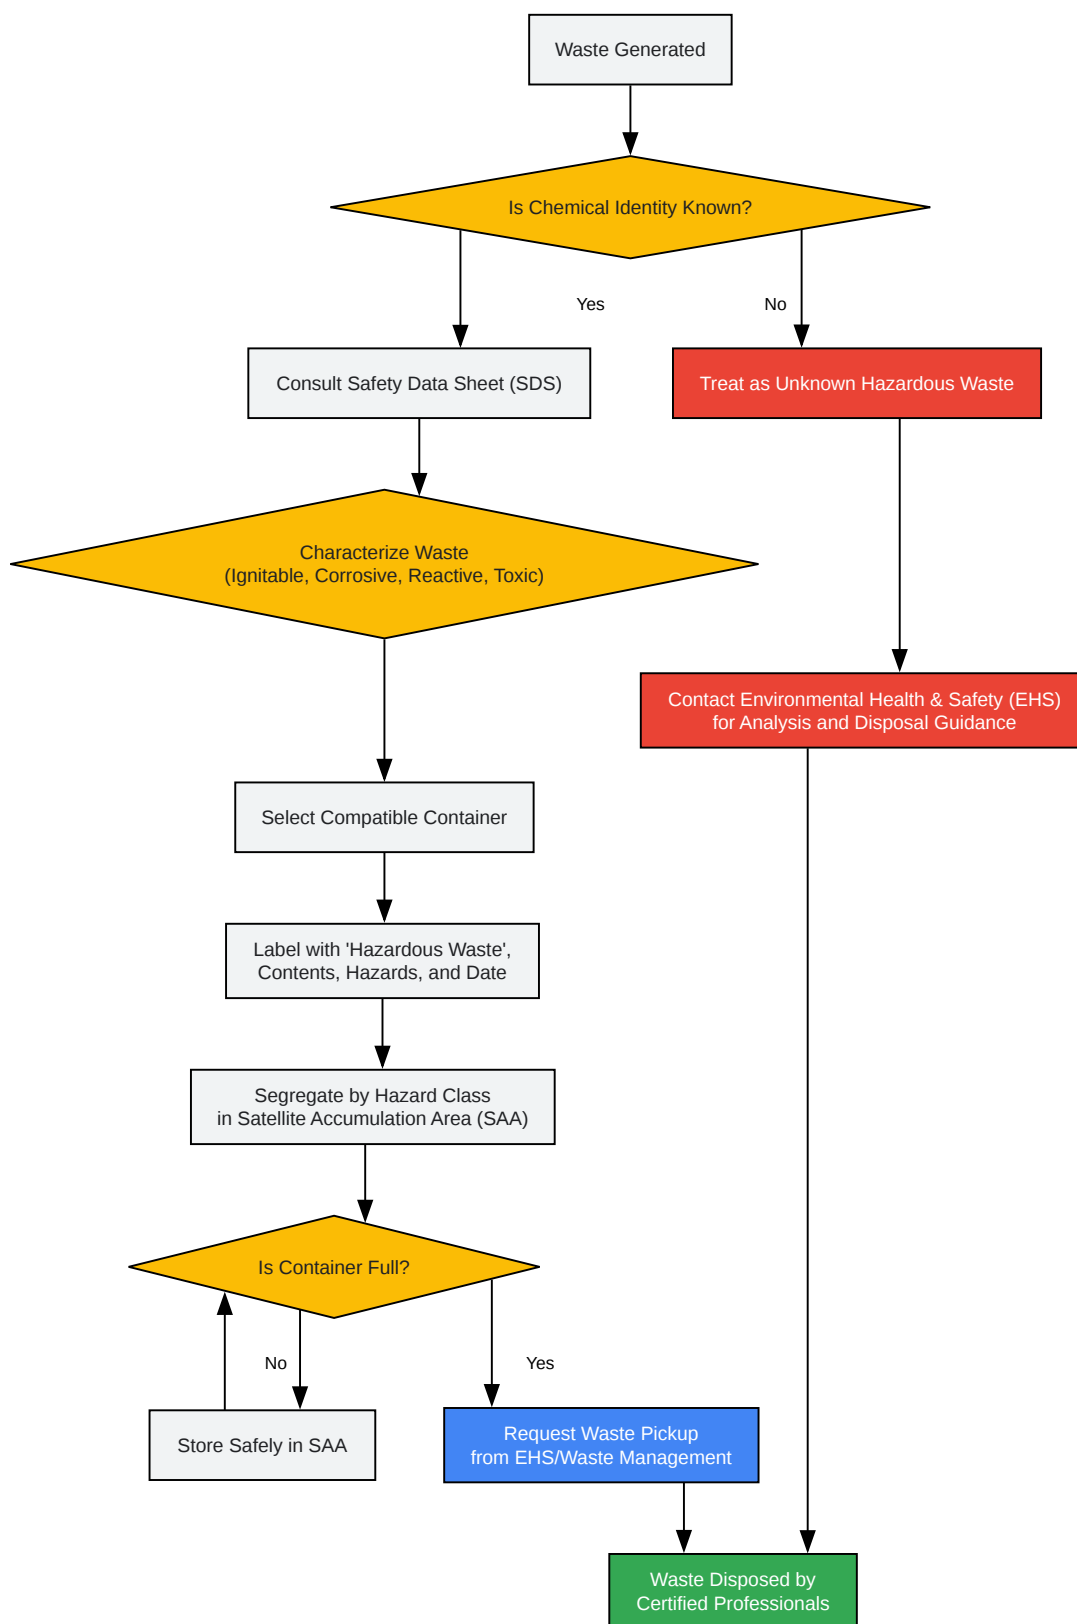 Waste Generated
Is Chemical Identity Known?
Yes
No
Consult Safety Data Sheet (SDS)
Treat as Unknown Hazardous Waste
Characterize Waste
(Ignitable, Corrosive, Reactive, Toxic)
Contact Environmental Health & Safety (EHS)
for Analysis and Disposal Guidance
Select Compatible Container
Label with 'Hazardous Waste',
Contents, Hazards, and Date
Segregate by Hazard Class
in Satellite Accumulation Area (SAA)
Is Container Full?
No
Yes
Store Safely in SAA
Request Waste Pickup
from EHS/Waste Management
Waste Disposed by
Certified Professionals